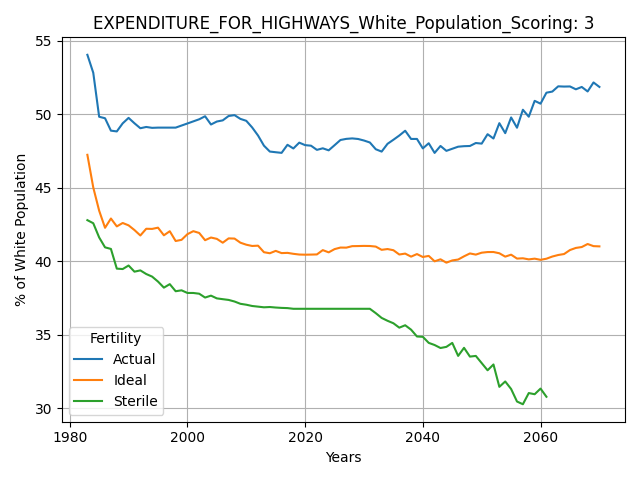 EXPENDITURE_FOR_HIGHWAYS_White_Population_Scoring: 3
% of White Population
55
50
45
40
35
30
Fertility
Actual
Ideal
Sterile
1980
2000
2020
2040
2060
Years